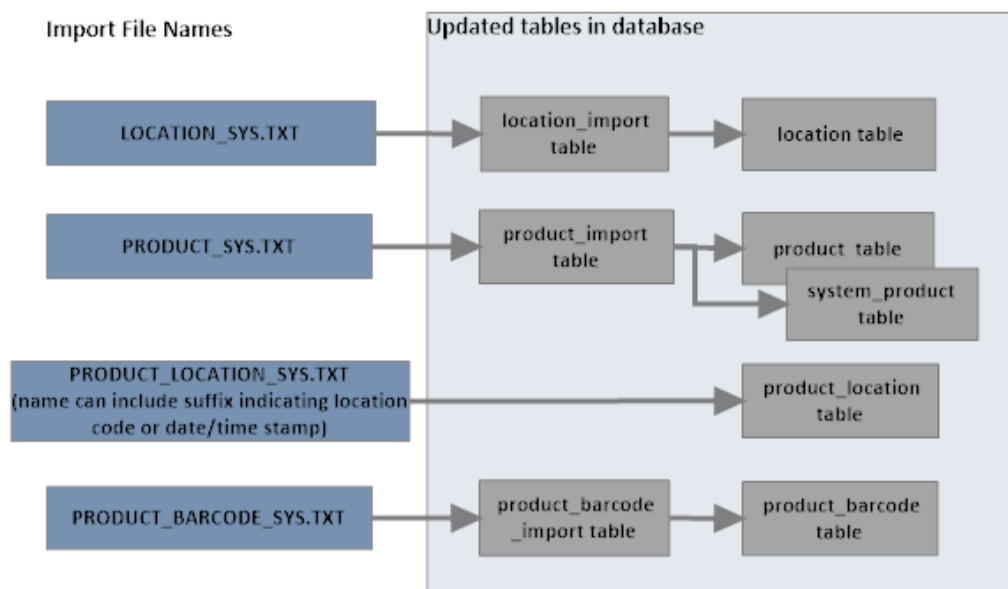 Import File Names
Updated tables in database
LOCATION_SYS.TXT
location_import
table
location table
PRODUCT_SYS.TXT
product_import
table
product table
system_product
table
PRODUCT_LOCATION_SYS.TXT
(name can include suffix indicating location
code or date/time stamp)
product_location
table
PRODUCT_BARCODE_SYS.TXT
product_barcode
_import table
product_barcode
table